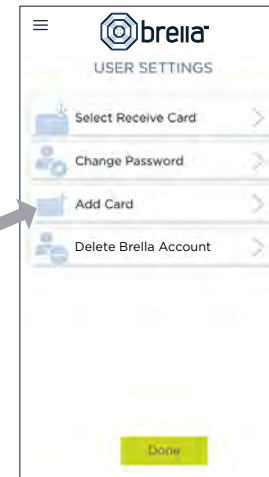 brella
USER SETTINGS
Select Receive Card
Change Password
Add Card
Delete Brella Account
Done